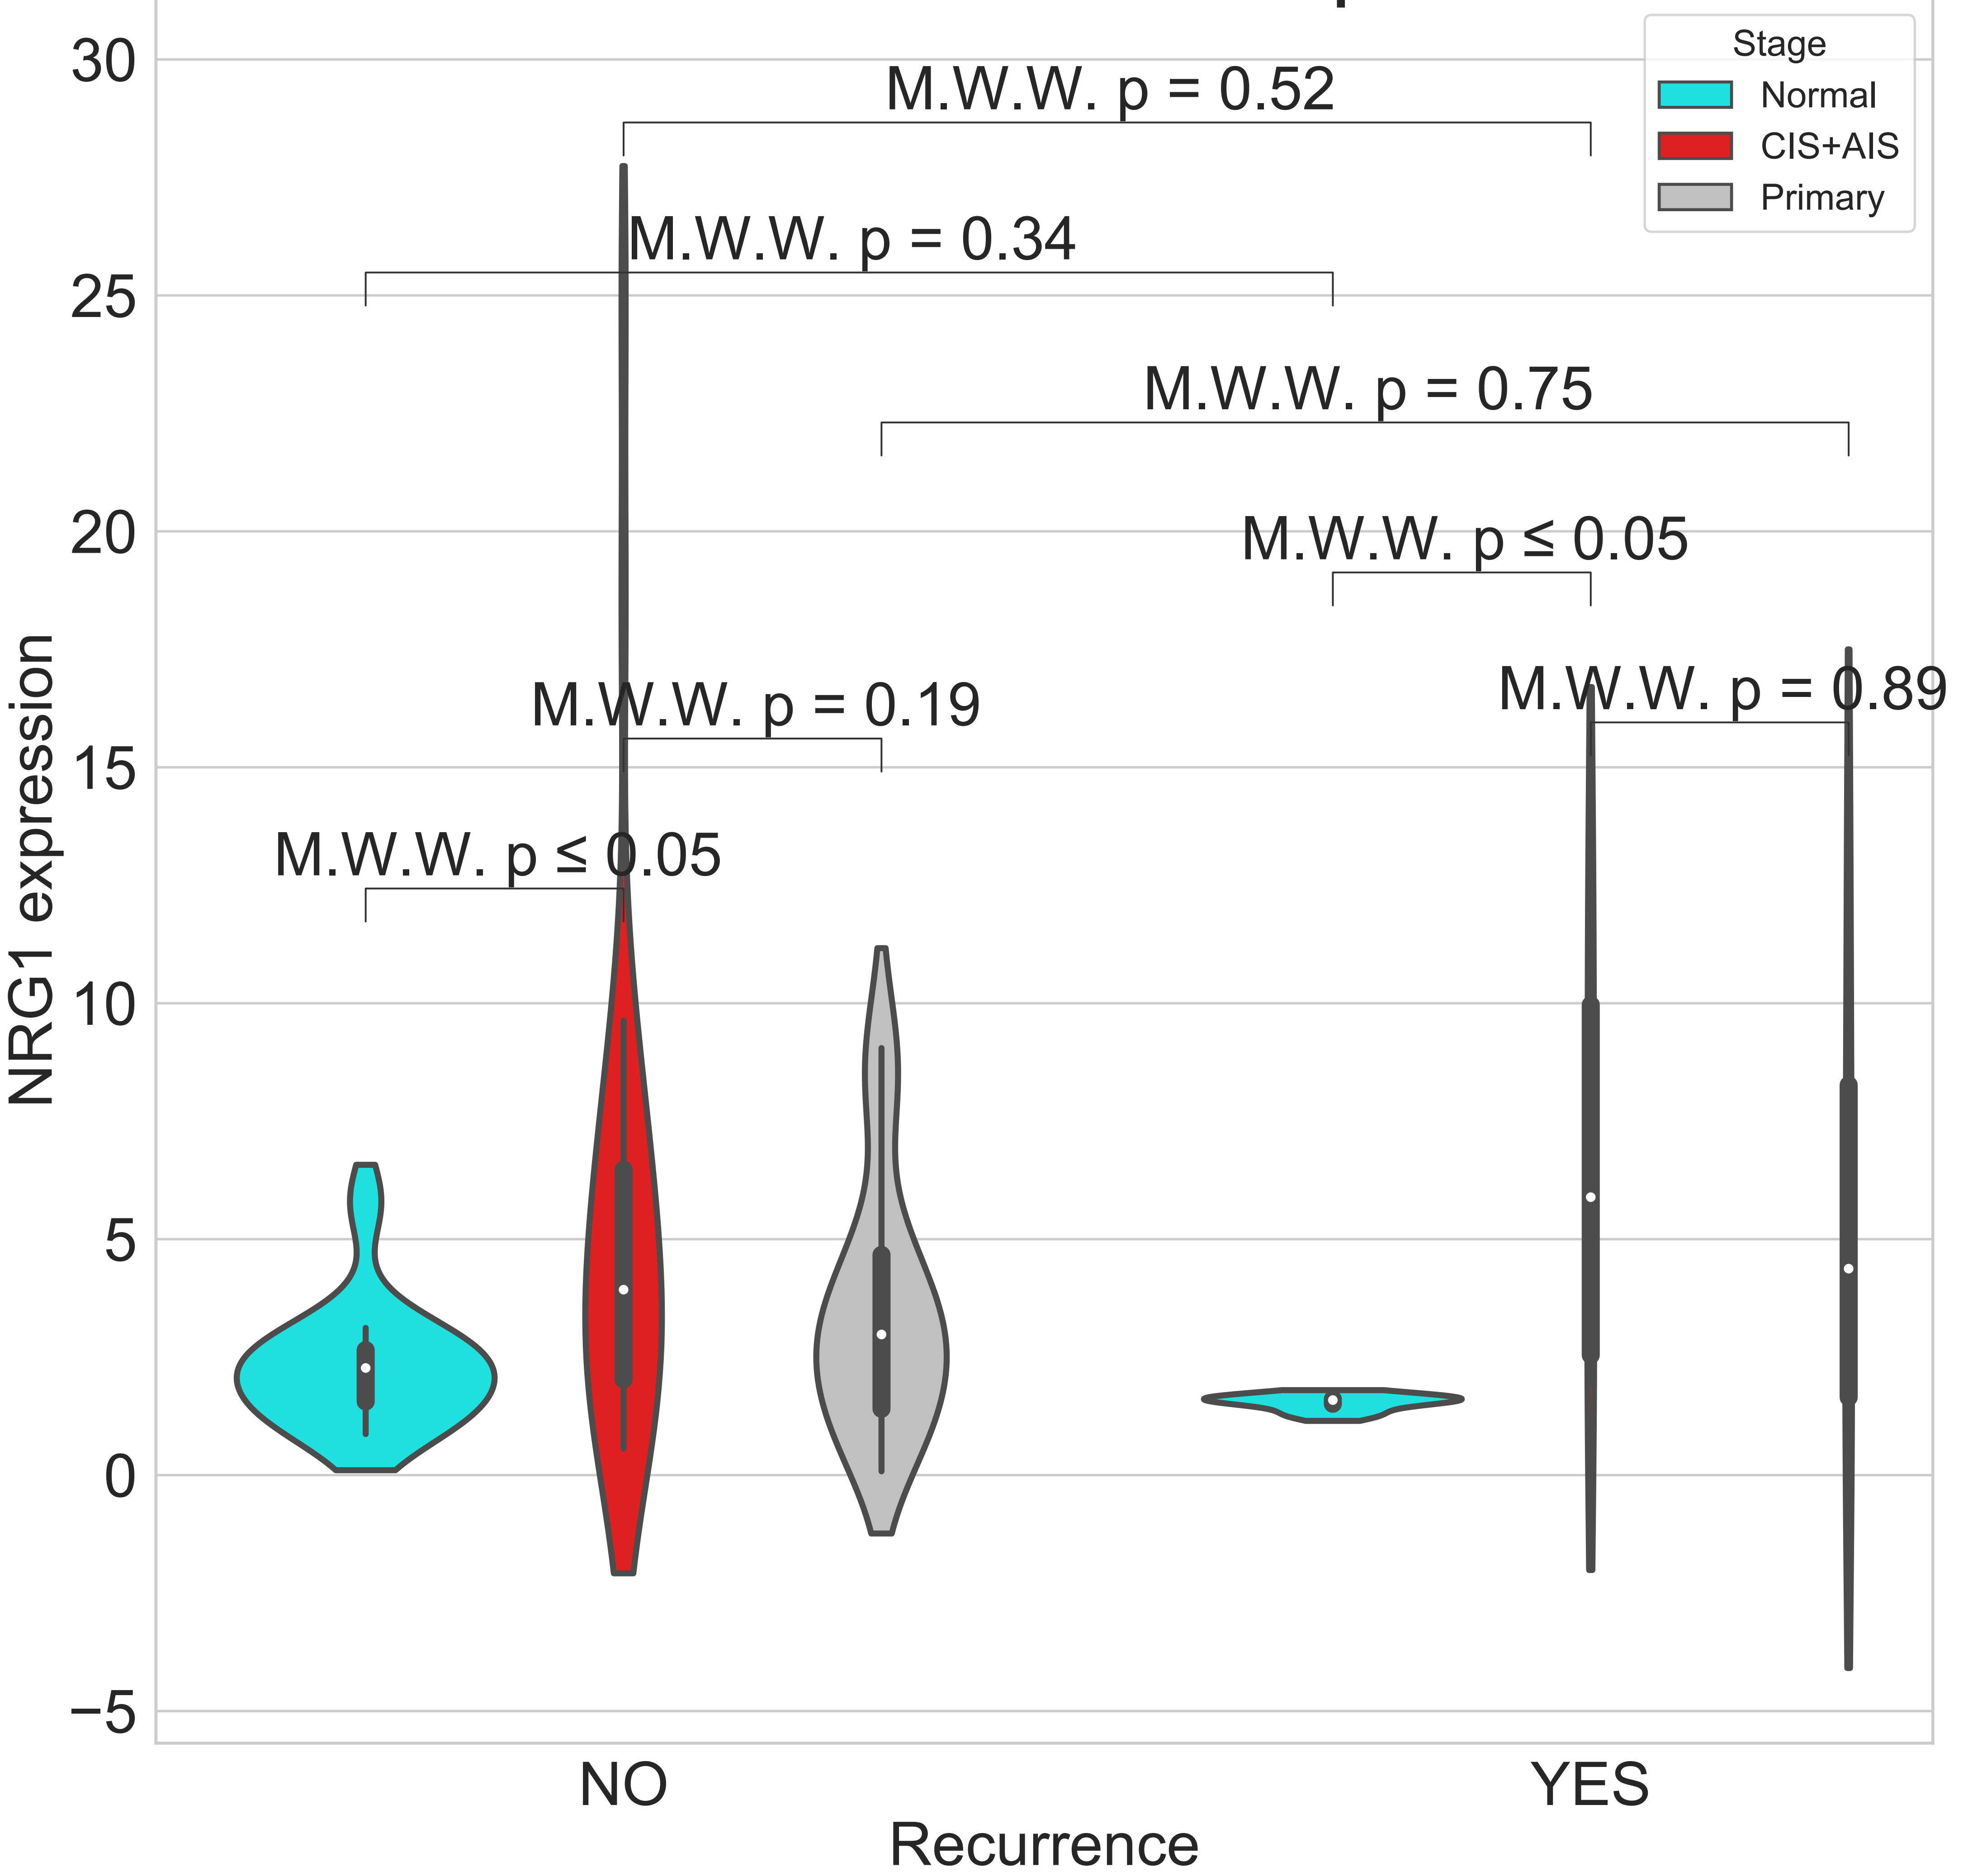 Stage
Normal
CIS+AIS
Primary
30
25
20
15
10
5
0
−5
NRG1 expression
M.W.W. p = 0.52
M.W.W. p = 0.34
M.W.W. p = 0.75
M.W.W. p ≤ 0.05
M.W.W. p = 0.89
M.W.W. p = 0.19
M.W.W. p ≤ 0.05
NO
YES
Recurrence